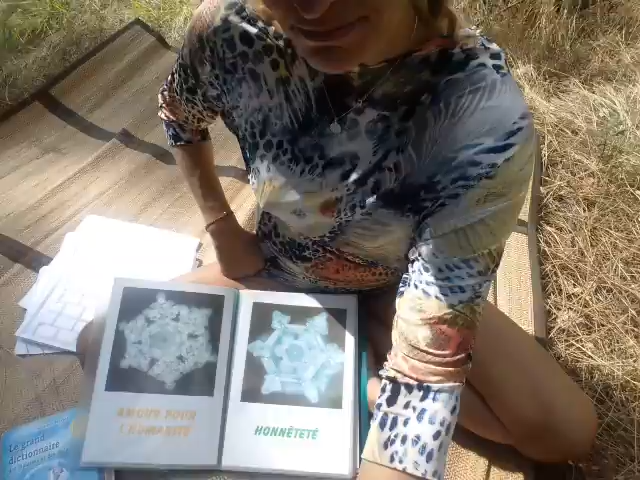 AMOUR POUR
L'HUMANITÉ
HONNÊTETÉ
Le grand
dictionnaire